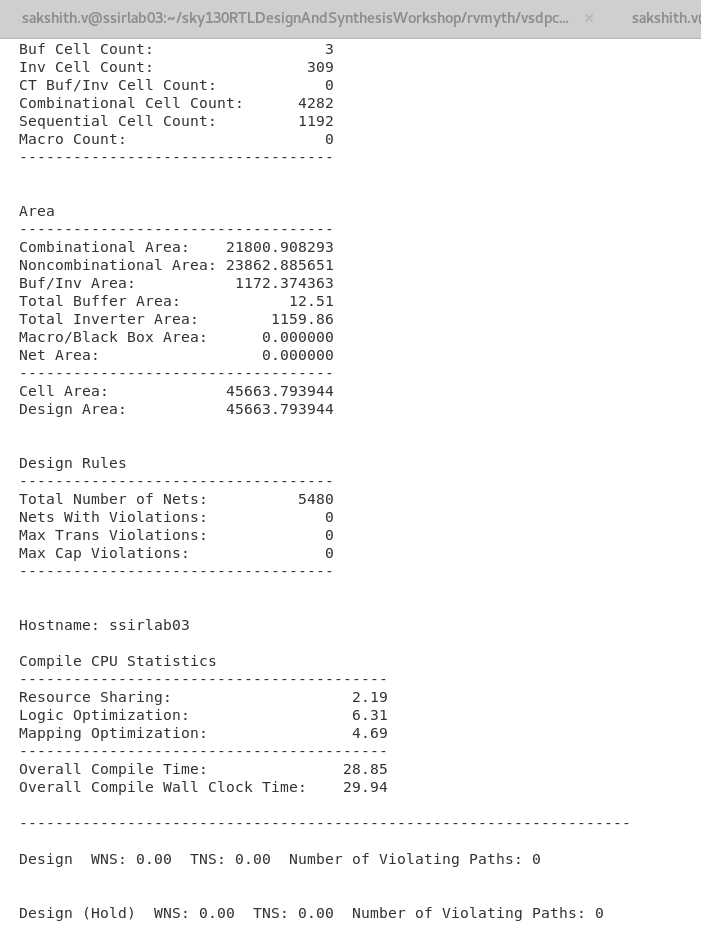 sakshith.v@ssirlab03:~/sky130RTLDesignAndSynthesisWorkshop/rvmyth/vsdpc... × sakshith.v@
Buf Cell Count: 3
Inv Cell Count: 309
CT Buf/Inv Cell Count: 0
Combinational Cell Count: 4282
Sequential Cell Count: 1192
Macro Count: 0
-----------------------------------
Area
-----------------------------------
Combinational Area: 21800.908293
Noncombinational Area: 23862.885651
Buf/Inv Area: 1172.374363
Total Buffer Area: 12.51
Total Inverter Area: 1159.86
Macro/Black Box Area: 0.000000
Net Area: 0.000000
-----------------------------------
Cell Area: 45663.793944
Design Area: 45663.793944
Design Rules
-----------------------------------
Total Number of Nets: 5480
Nets With Violations: 0
Max Trans Violations: 0
Max Cap Violations: 0
-----------------------------------
Hostname: ssirlab03
Compile CPU Statistics
-----------------------------------------
Resource Sharing: 2.19
Logic Optimization: 6.31
Mapping Optimization: 4.69
-----------------------------------------
Overall Compile Time: 28.85
Overall Compile Wall Clock Time: 29.94
--------------------------------------------------------------------
Design  WNS: 0.00  TNS: 0.00  Number of Violating Paths: 0
Design (Hold)  WNS: 0.00  TNS: 0.00  Number of Violating Paths: 0